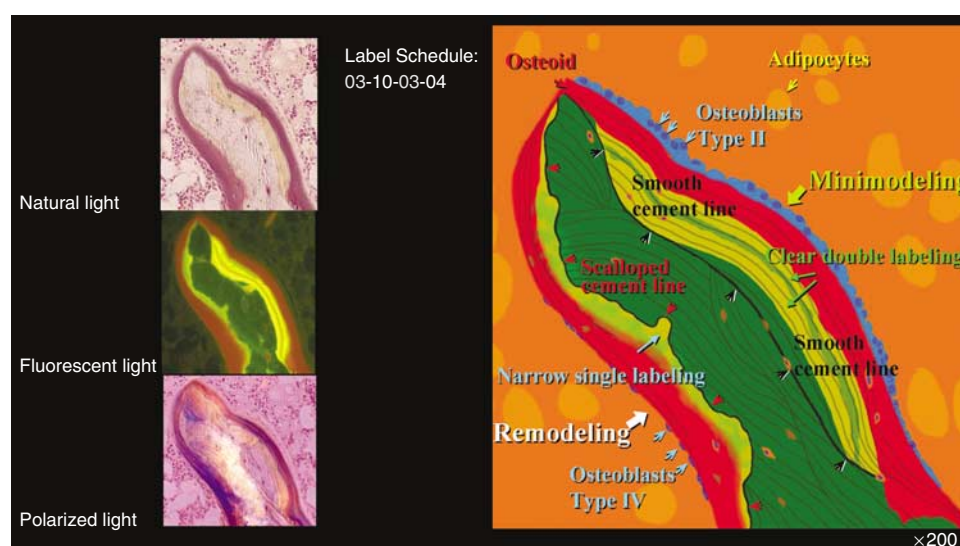 Natural light
Fluorescent light
Polarized light
Label Schedule:
03-10-03-04
Osteoid
Adipocytes
Osteoblasts
Type II
Minimodeling
Smooth
cement line
Clear double labeling
Scalloped
cement line
Smooth
cement line
Narrow single labeling
Remodeling
Osteoblasts
Type IV
×200